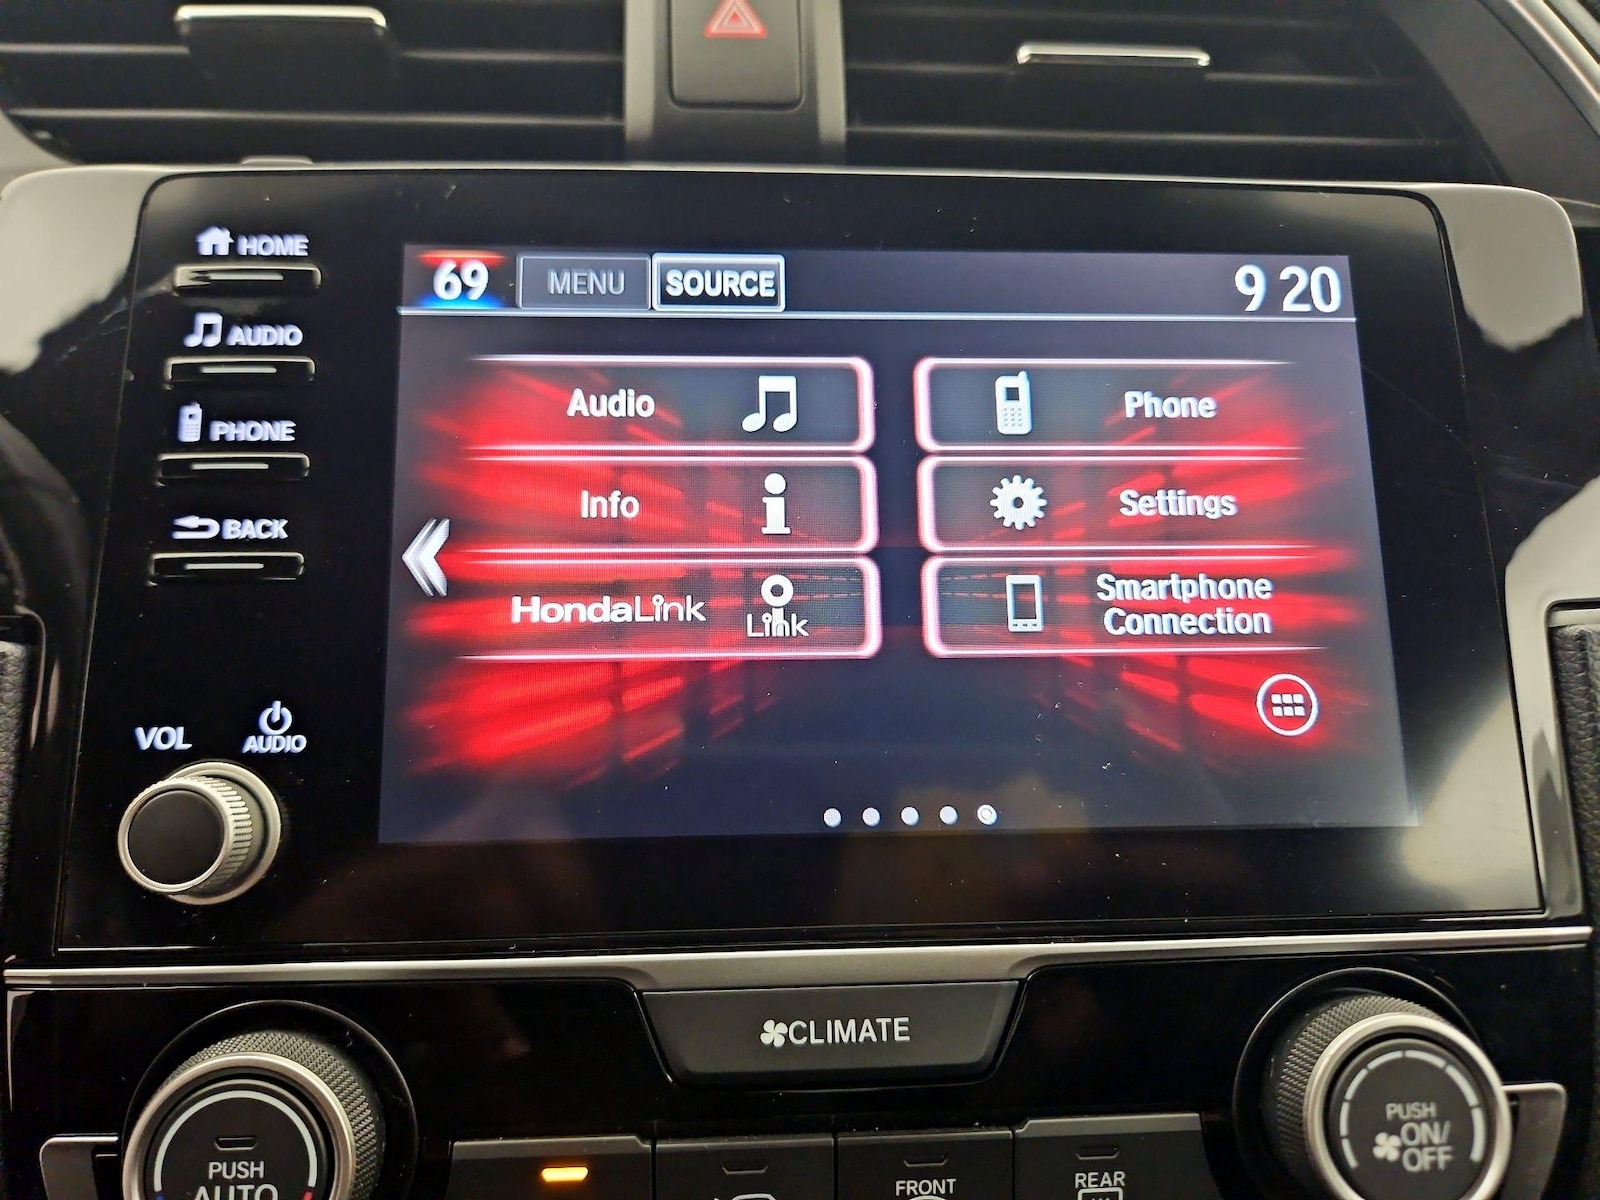 HOME
AUDIO
PHONE
BACK
VOL
AUDIO
69 MENU SOURCE 9 20
Audio
Phone
Info
Settings
HondaLink
Link
Smartphone
Connection
CLIMATE
PUSH
AUTO
FRONT
REAR
PUSH
ON/
OFF